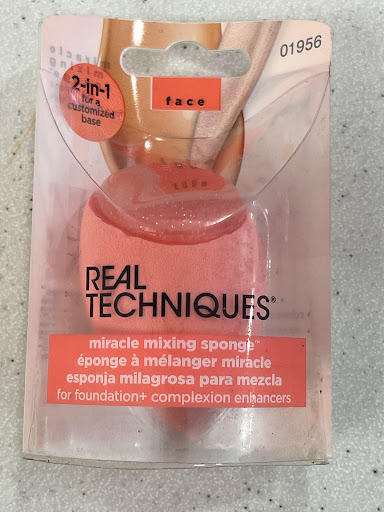 01956
2-in-1
for a
customized
base
face
REAL
TECHNIQUES®
miracle mixing sponge™
éponge à mélanger miracle
esponja milagrosa para mezcla
for foundation+ complexion enhancers